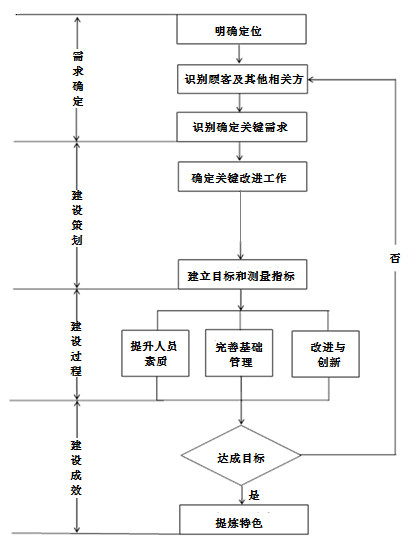 明确定位
需求确定
识别顾客及其他相关方
识别确定关键需求
确定关键改进工作
建设策划
否
建立目标和测量指标
建设过程
提升人员
素质
完善基础
管理
改进与
创新
建设成效
达成目标
是
提炼特色